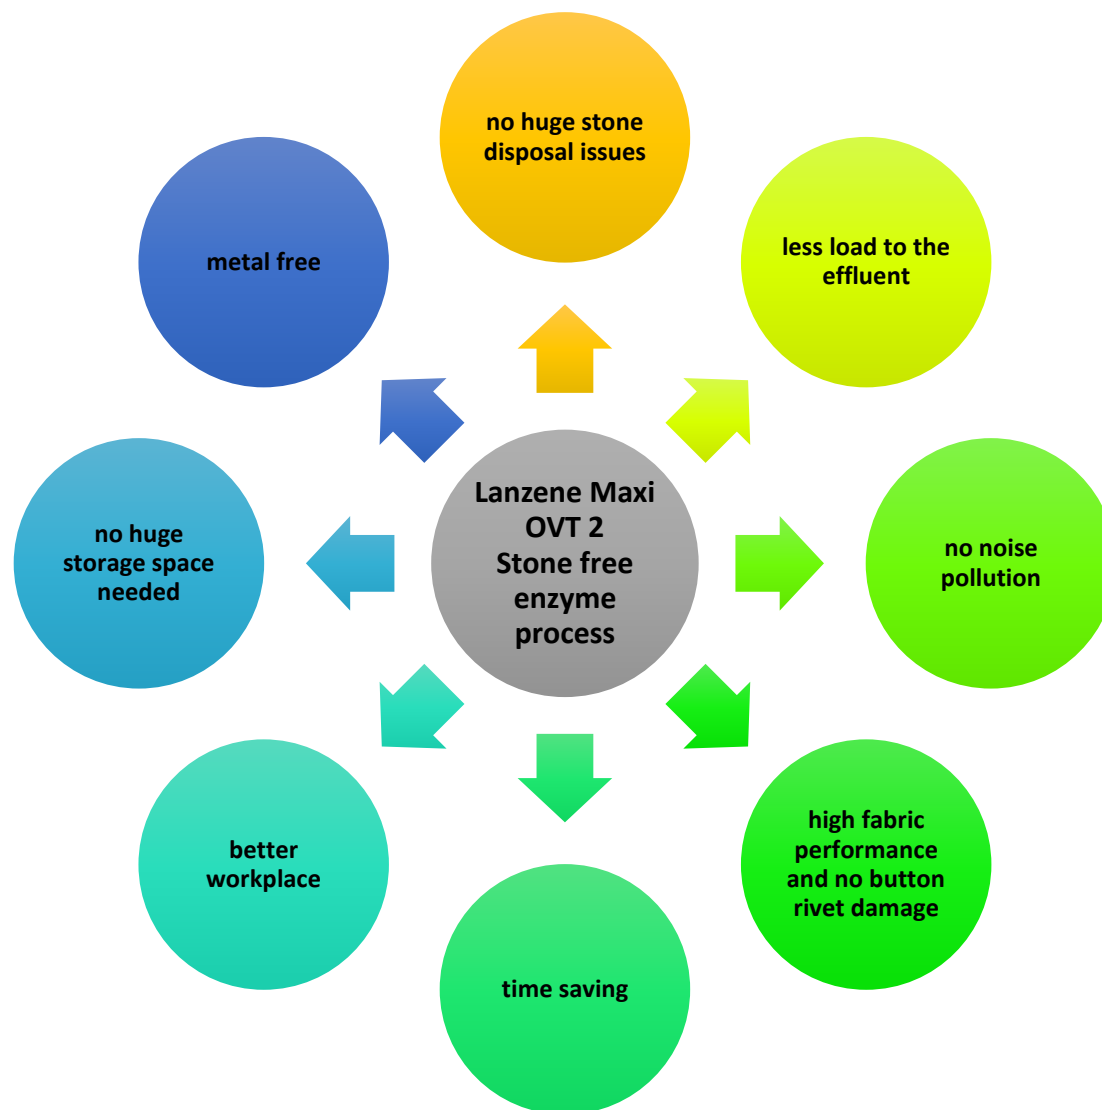 no huge stone
disposal issues
less load to the
effluent
no noise
pollution
high fabric
performance
and no button
rivet damage
time saving
better
workplace
no huge
storage space
needed
metal free
Lanzene Maxi
OVT 2
Stone free
enzyme
process